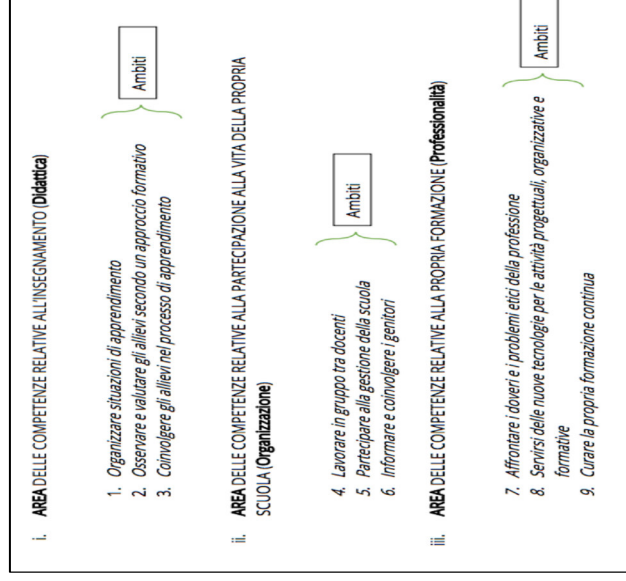 i. AREA DELLE COMPETENZE RELATIVE ALL'INSEGNAMENTO (Didattica)
1. Organizzare situazioni di apprendimento
2. Osservare e valutare gli allievi secondo un approccio formativo
3. Coinvolgere gli allievi nel processo di apprendimento
Ambiti
ii. AREA DELLE COMPETENZE RELATIVE ALLA PARTECIPAZIONE ALLA VITA DELLA PROPRIA
SCUOLA (Organizzazione)
4. Lavorare in gruppo tra docenti
5. Partecipare alla gestione della scuola
6. Informare e coinvolgere i genitori
Ambiti
iii. AREA DELLE COMPETENZE RELATIVE ALLA PROPRIA FORMAZIONE (Professionalità)
7. Affrontare i doveri e i problemi etici della professione
8. Servirsi delle nuove tecnologie per le attività progettuali, organizzative e
formative
9. Curare la propria formazione continua
Ambiti